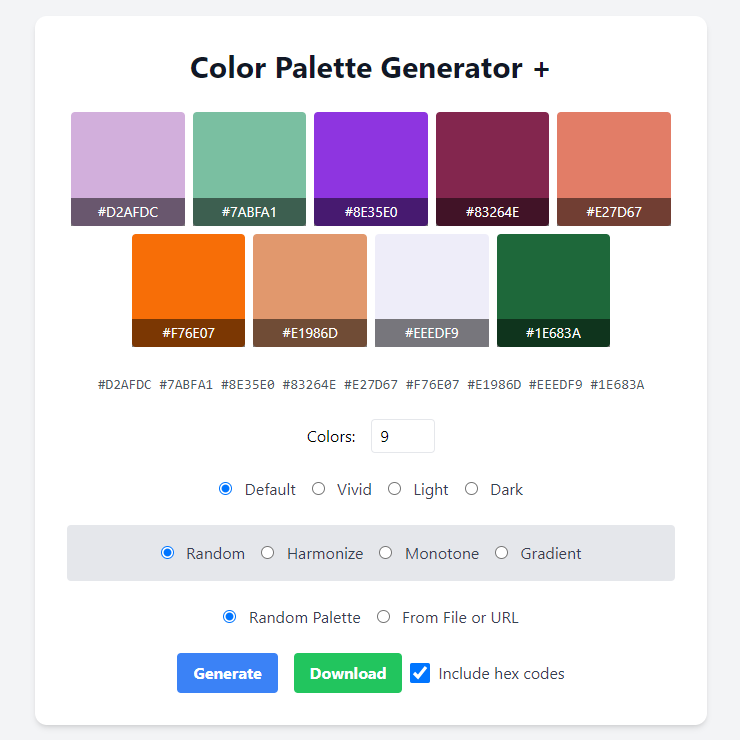 Color Palette Generator +
#D2AFDC #7ABFA1 #8E35E0 #83264E #E27D67
#F76E07 #E1986D #EEEDF9 #1E683A
#D2AFDC #7ABFA1 #8E35E0 #83264E #E27D67 #F76E07 #E1986D #EEEDF9 #1E683A
Colors: 9
Default Vivid Light Dark
Random Harmonize Monotone Gradient
Random Palette From File or URL
Generate Download Include hex codes